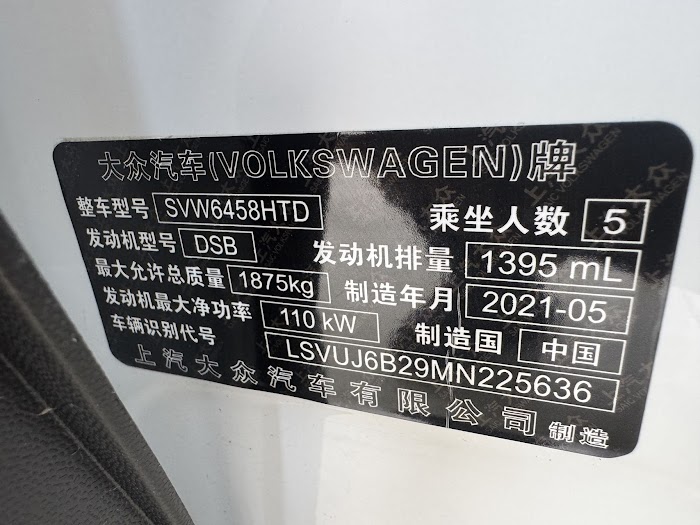 大众汽车(VOLKSWAGEN)牌
整车型号 SVW6458HTD 乘坐人数 5
发动机型号 DSB 发动机排量 1395 mL
最大允许总质量 1875kg 制造年月 2021-05
发动机最大净功率 110 kW 制造国 中国
车辆识别代号 LSVUJ6B29MN225636
上汽大众汽车有限公司 制造